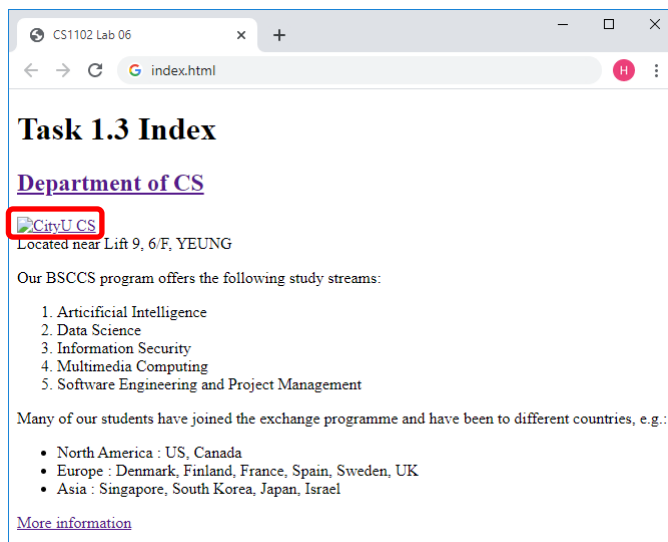 CS1102 Lab 06
index.html
H
Task 1.3 Index
Department of CS
CityU CS
Located near Lift 9, 6/F, YEUNG
Our BSCCS program offers the following study streams:
1. Articificial Intelligence
2. Data Science
3. Information Security
4. Multimedia Computing
5. Software Engineering and Project Management
Many of our students have joined the exchange programme and have been to different countries, e.g.:
• North America : US, Canada
• Europe : Denmark, Finland, France, Spain, Sweden, UK
• Asia : Singapore, South Korea, Japan, Israel
More information